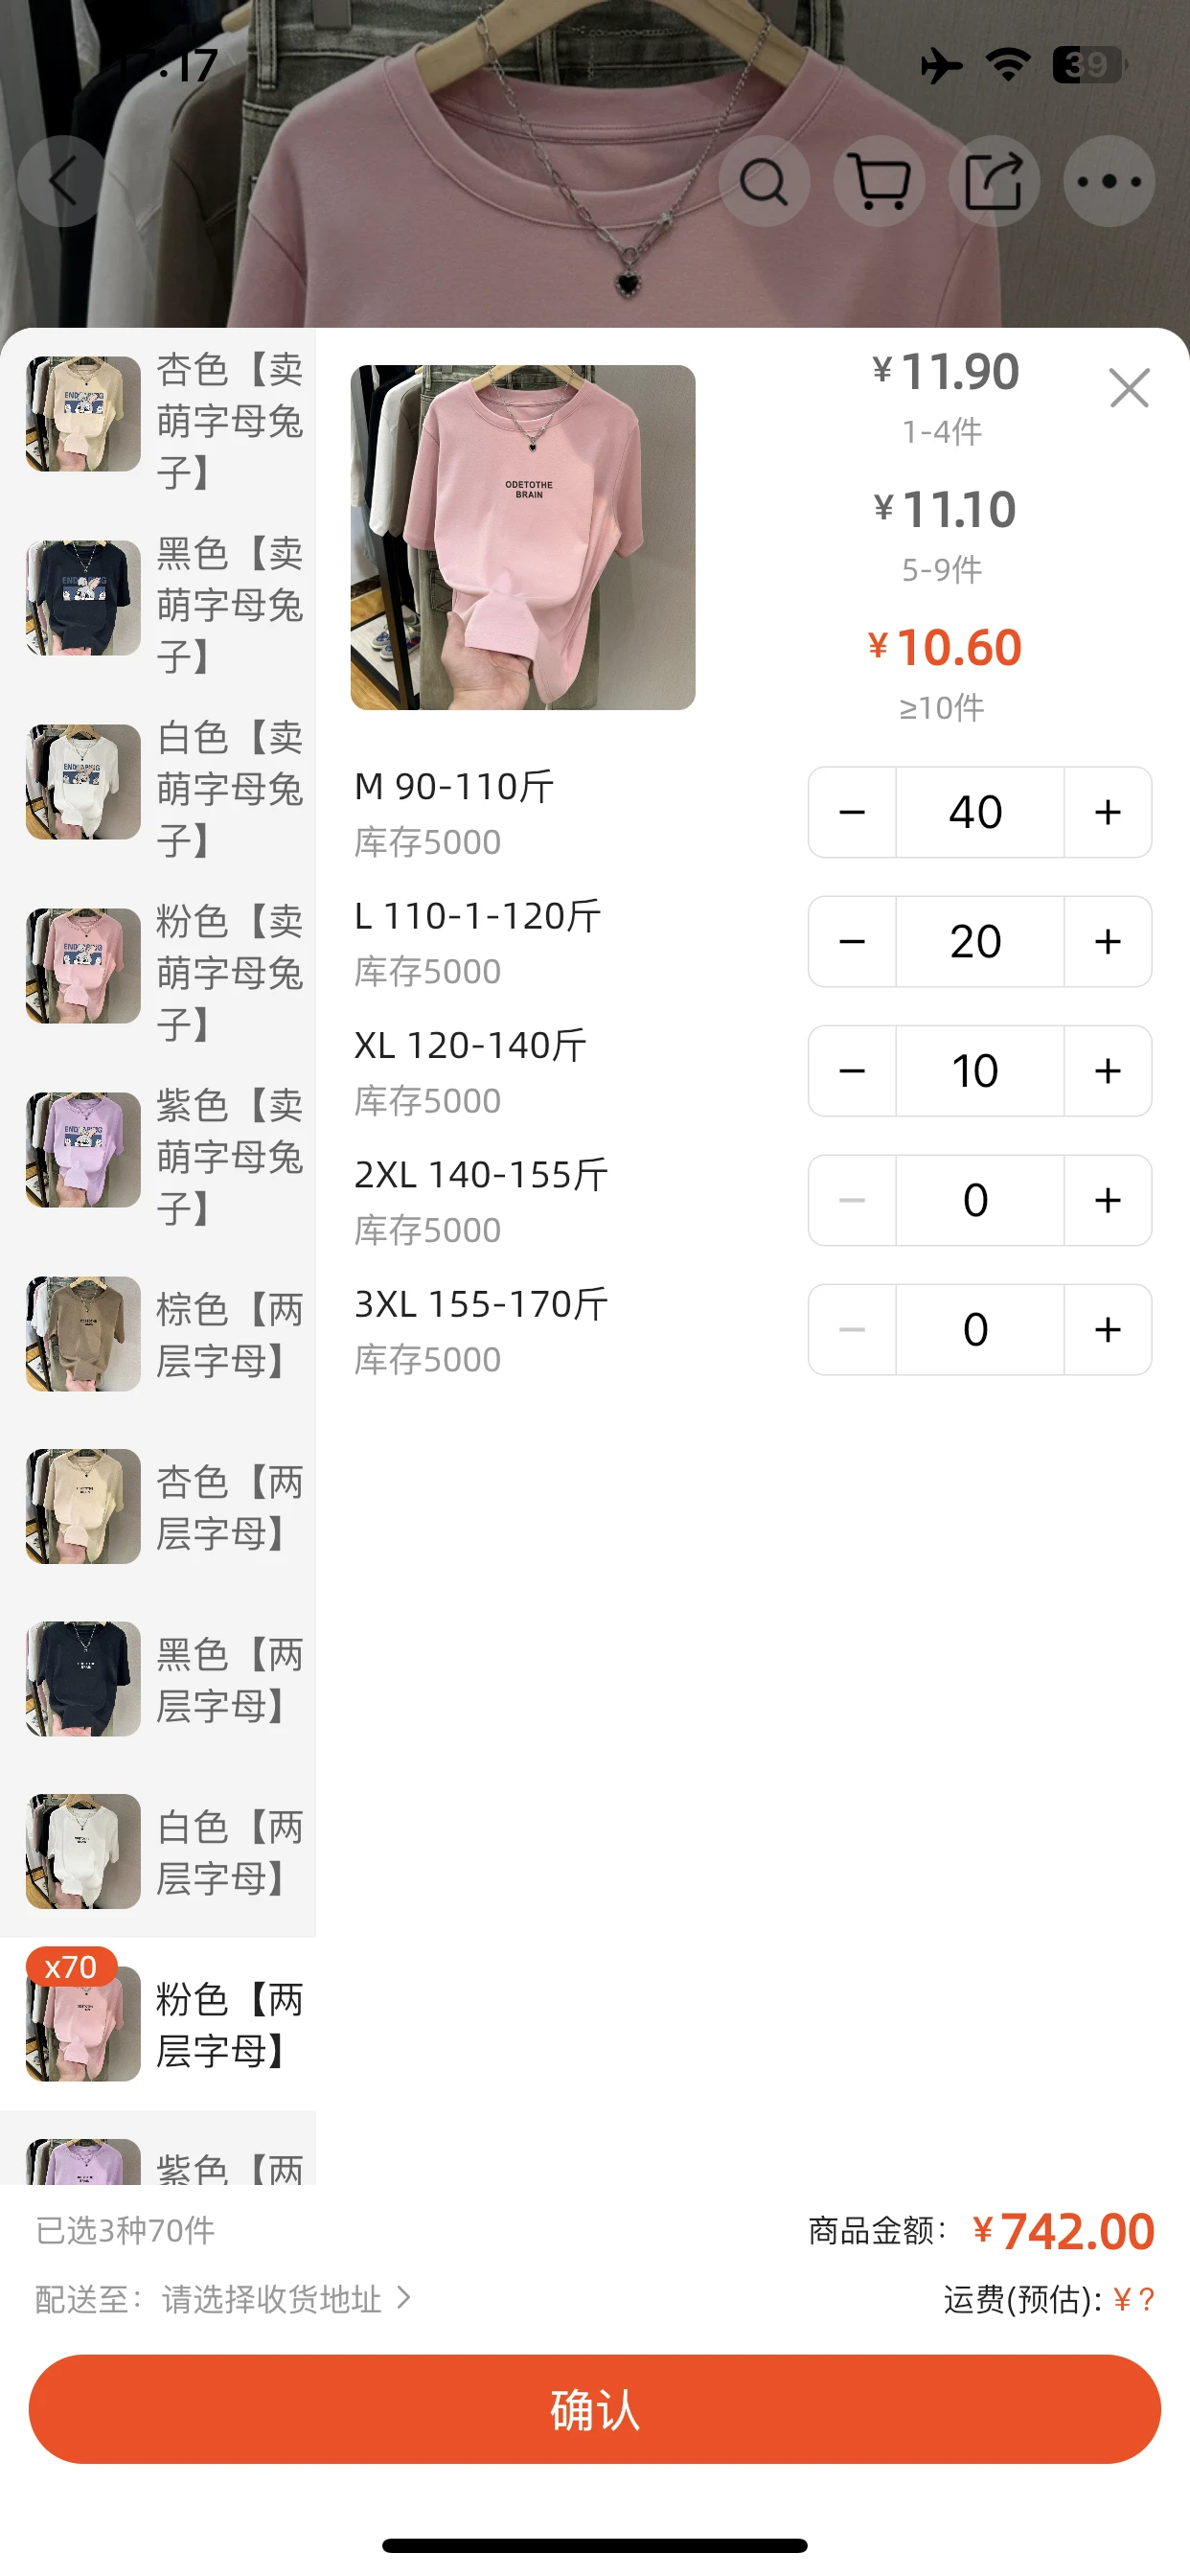 17:17
39
杏色【卖
萌字母兔
子】
黑色【卖
萌字母兔
子】
白色【卖
萌字母兔
子】
粉色【卖
萌字母兔
子】
紫色【卖
萌字母兔
子】
棕色【两
层字母】
杏色【两
层字母】
黑色【两
层字母】
白色【两
层字母】
x70
粉色【两
层字母】
紫色【两
ODETOTHE
BRAIN
¥11.90
1-4件
¥11.10
5-9件
¥10.60
≥10件
M 90-110斤
库存5000
− 40 +
L 110-1-120斤
库存5000
− 20 +
XL 120-140斤
库存5000
− 10 +
2XL 140-155斤
库存5000
− 0 +
3XL 155-170斤
库存5000
− 0 +
已选3种70件
商品金额：¥742.00
配送至：请选择收货地址 >
运费(预估):¥?
确认